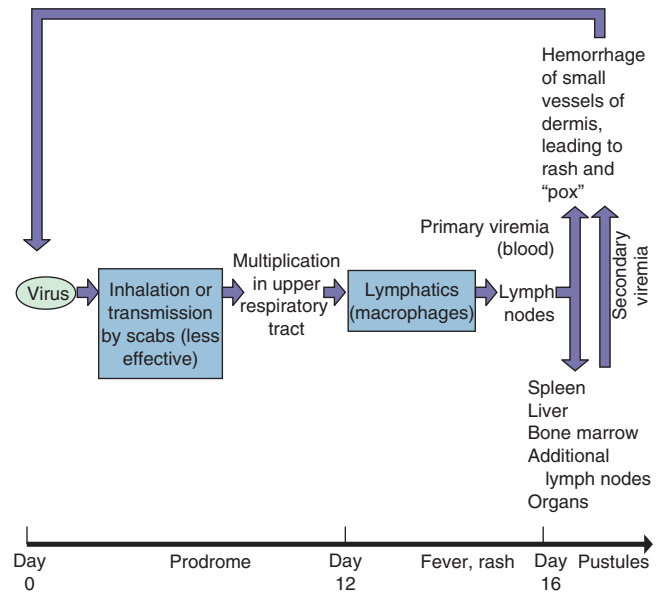 Hemorrhage
of small
vessels of
dermis,
leading to
rash and
“pox”
Primary viremia
(blood)
Secondary
viremia
Virus
Inhalation or
transmission
by scabs (less
effective)
Multiplication
in upper
respiratory
tract
Lymphatics
(macrophages)
Lymph
nodes
Spleen
Liver
Bone marrow
Additional
lymph nodes
Organs
Day
0
Prodrome
Day
12
Fever, rash
Day
16
Pustules